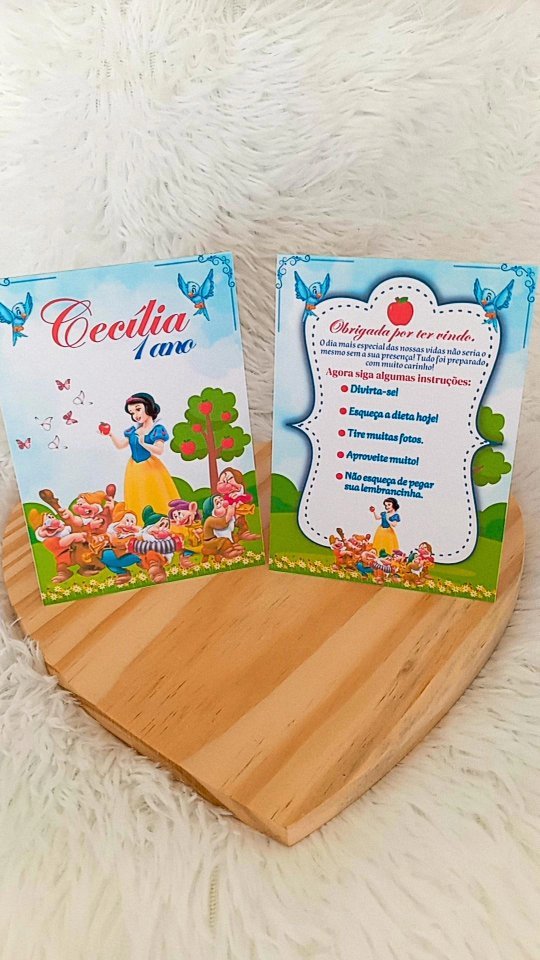 Cecília
1 ano
Obrigada por ter vindo.
O dia mais especial das nossas vidas não seria o
mesmo sem a sua presença! Tudo foi preparado
com muito carinho!
Agora siga algumas instruções:
Divirta-se!
Esqueça a dieta hoje!
Tire muitas fotos.
Aproveite muito!
Não esqueça de pegar
sua lembrancinha.